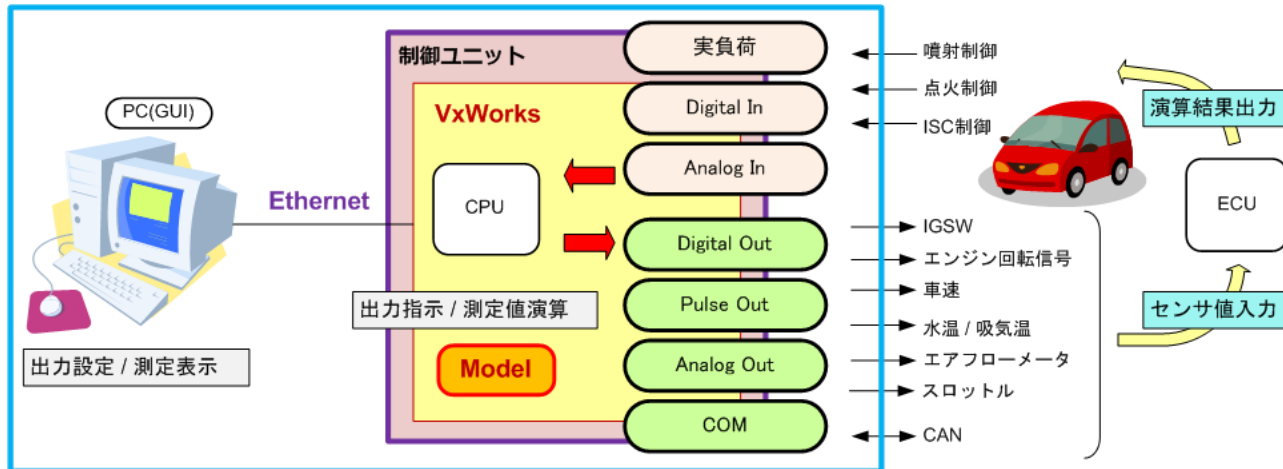 PC(GUI)
出力設定 / 測定表示
Ethernet
制御ユニット
VxWorks
CPU
出力指示 / 測定値演算
Model
実負荷
Digital In
Analog In
Digital Out
Pulse Out
Analog Out
COM
噴射制御
点火制御
ISC制御
IGSW
エンジン回転信号
車速
水温 / 吸気温
エアフローメータ
スロットル
CAN
演算結果出力
ECU
センサ値入力